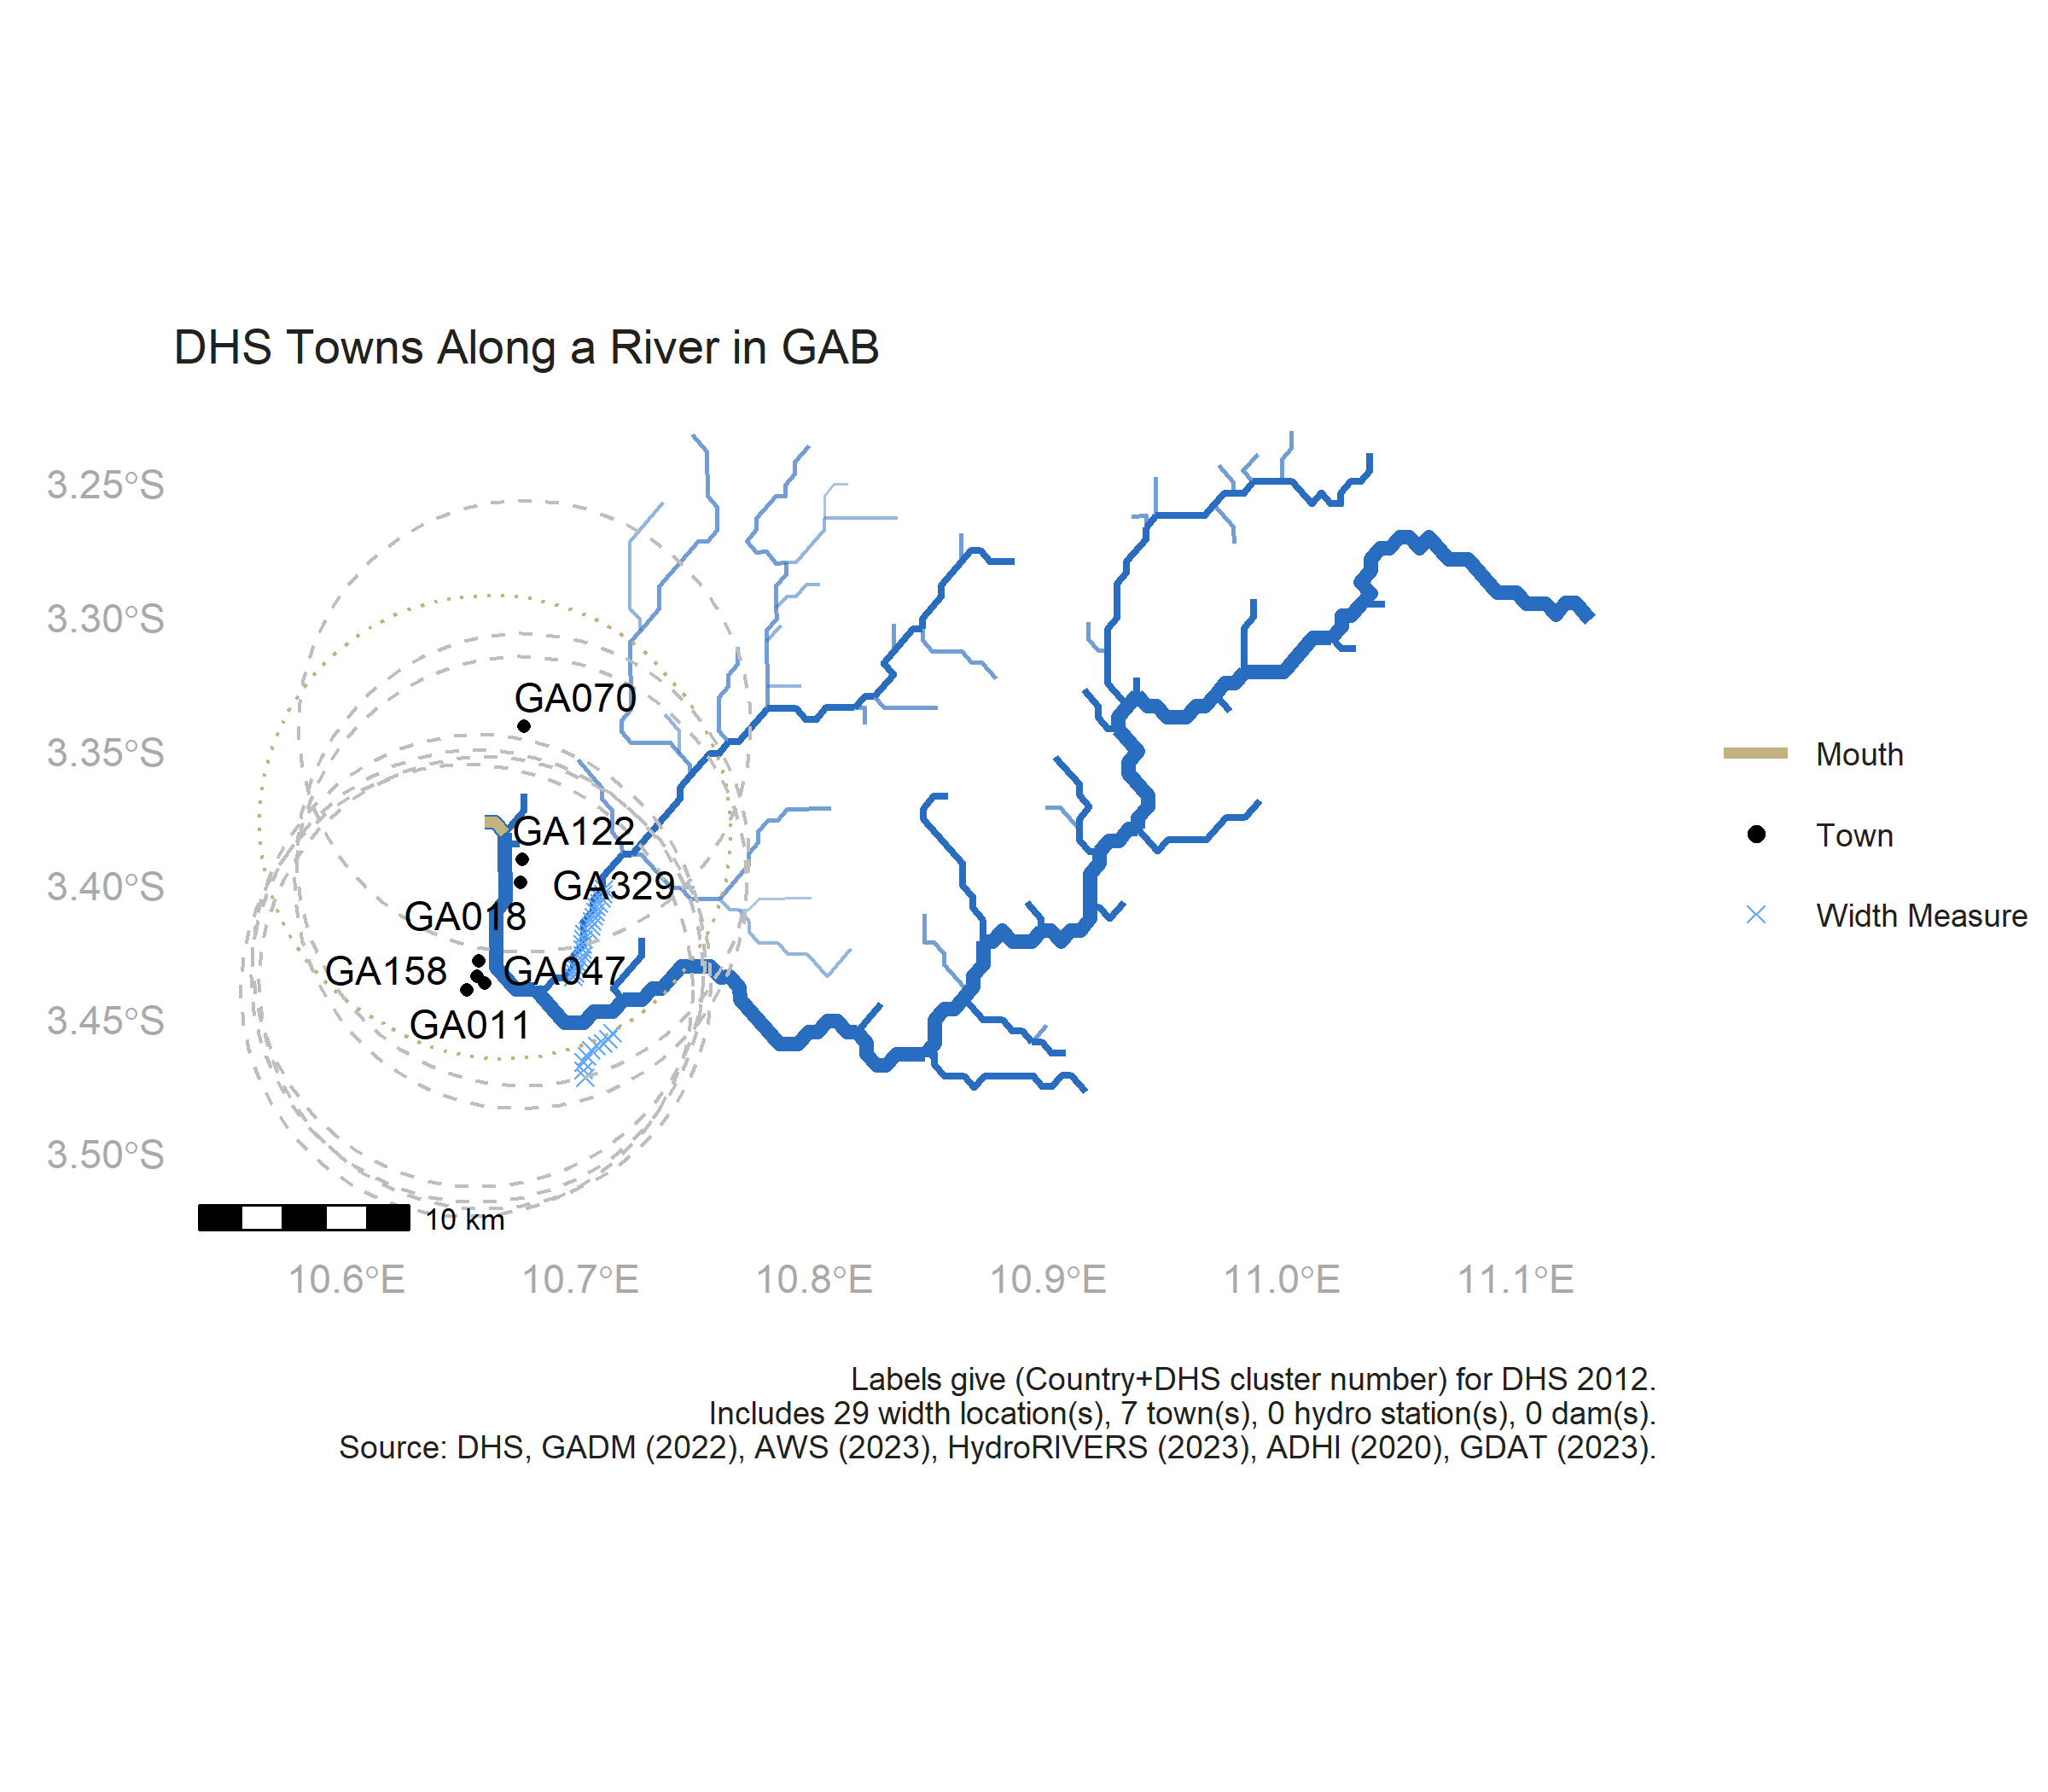 DHS Towns Along a River in GAB
3.25°S
3.30°S
3.35°S
3.40°S
3.45°S
3.50°S
GA070
GA122
GA329
GA018
GA158
GA047
GA011
Mouth
Town
Width Measure
10 km
10.6°E
10.7°E
10.8°E
10.9°E
11.0°E
11.1°E
Labels give (Country+DHS cluster number) for DHS 2012.
Includes 29 width location(s), 7 town(s), 0 hydro station(s), 0 dam(s).
Source: DHS, GADM (2022), AWS (2023), HydroRIVERS (2023), ADHI (2020), GDAT (2023).